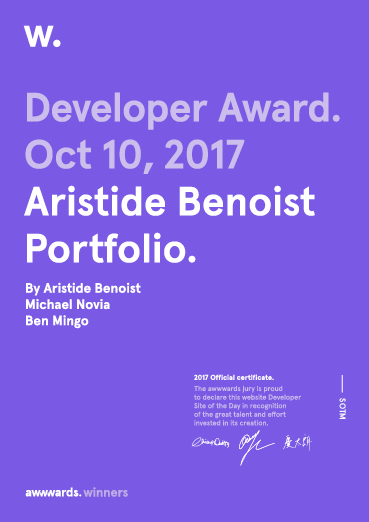 w.
Developer Award.
Oct 10, 2017
Aristide Benoist
Portfolio.
By Aristide Benoist
Michael Novia
Ben Mingo
2017 Official certificate.
The awwwards jury is proud
to declare this website Developer
Site of the Day in recognition
of the great talent and effort
invested in its creation.
SOTM
awwwards. winners